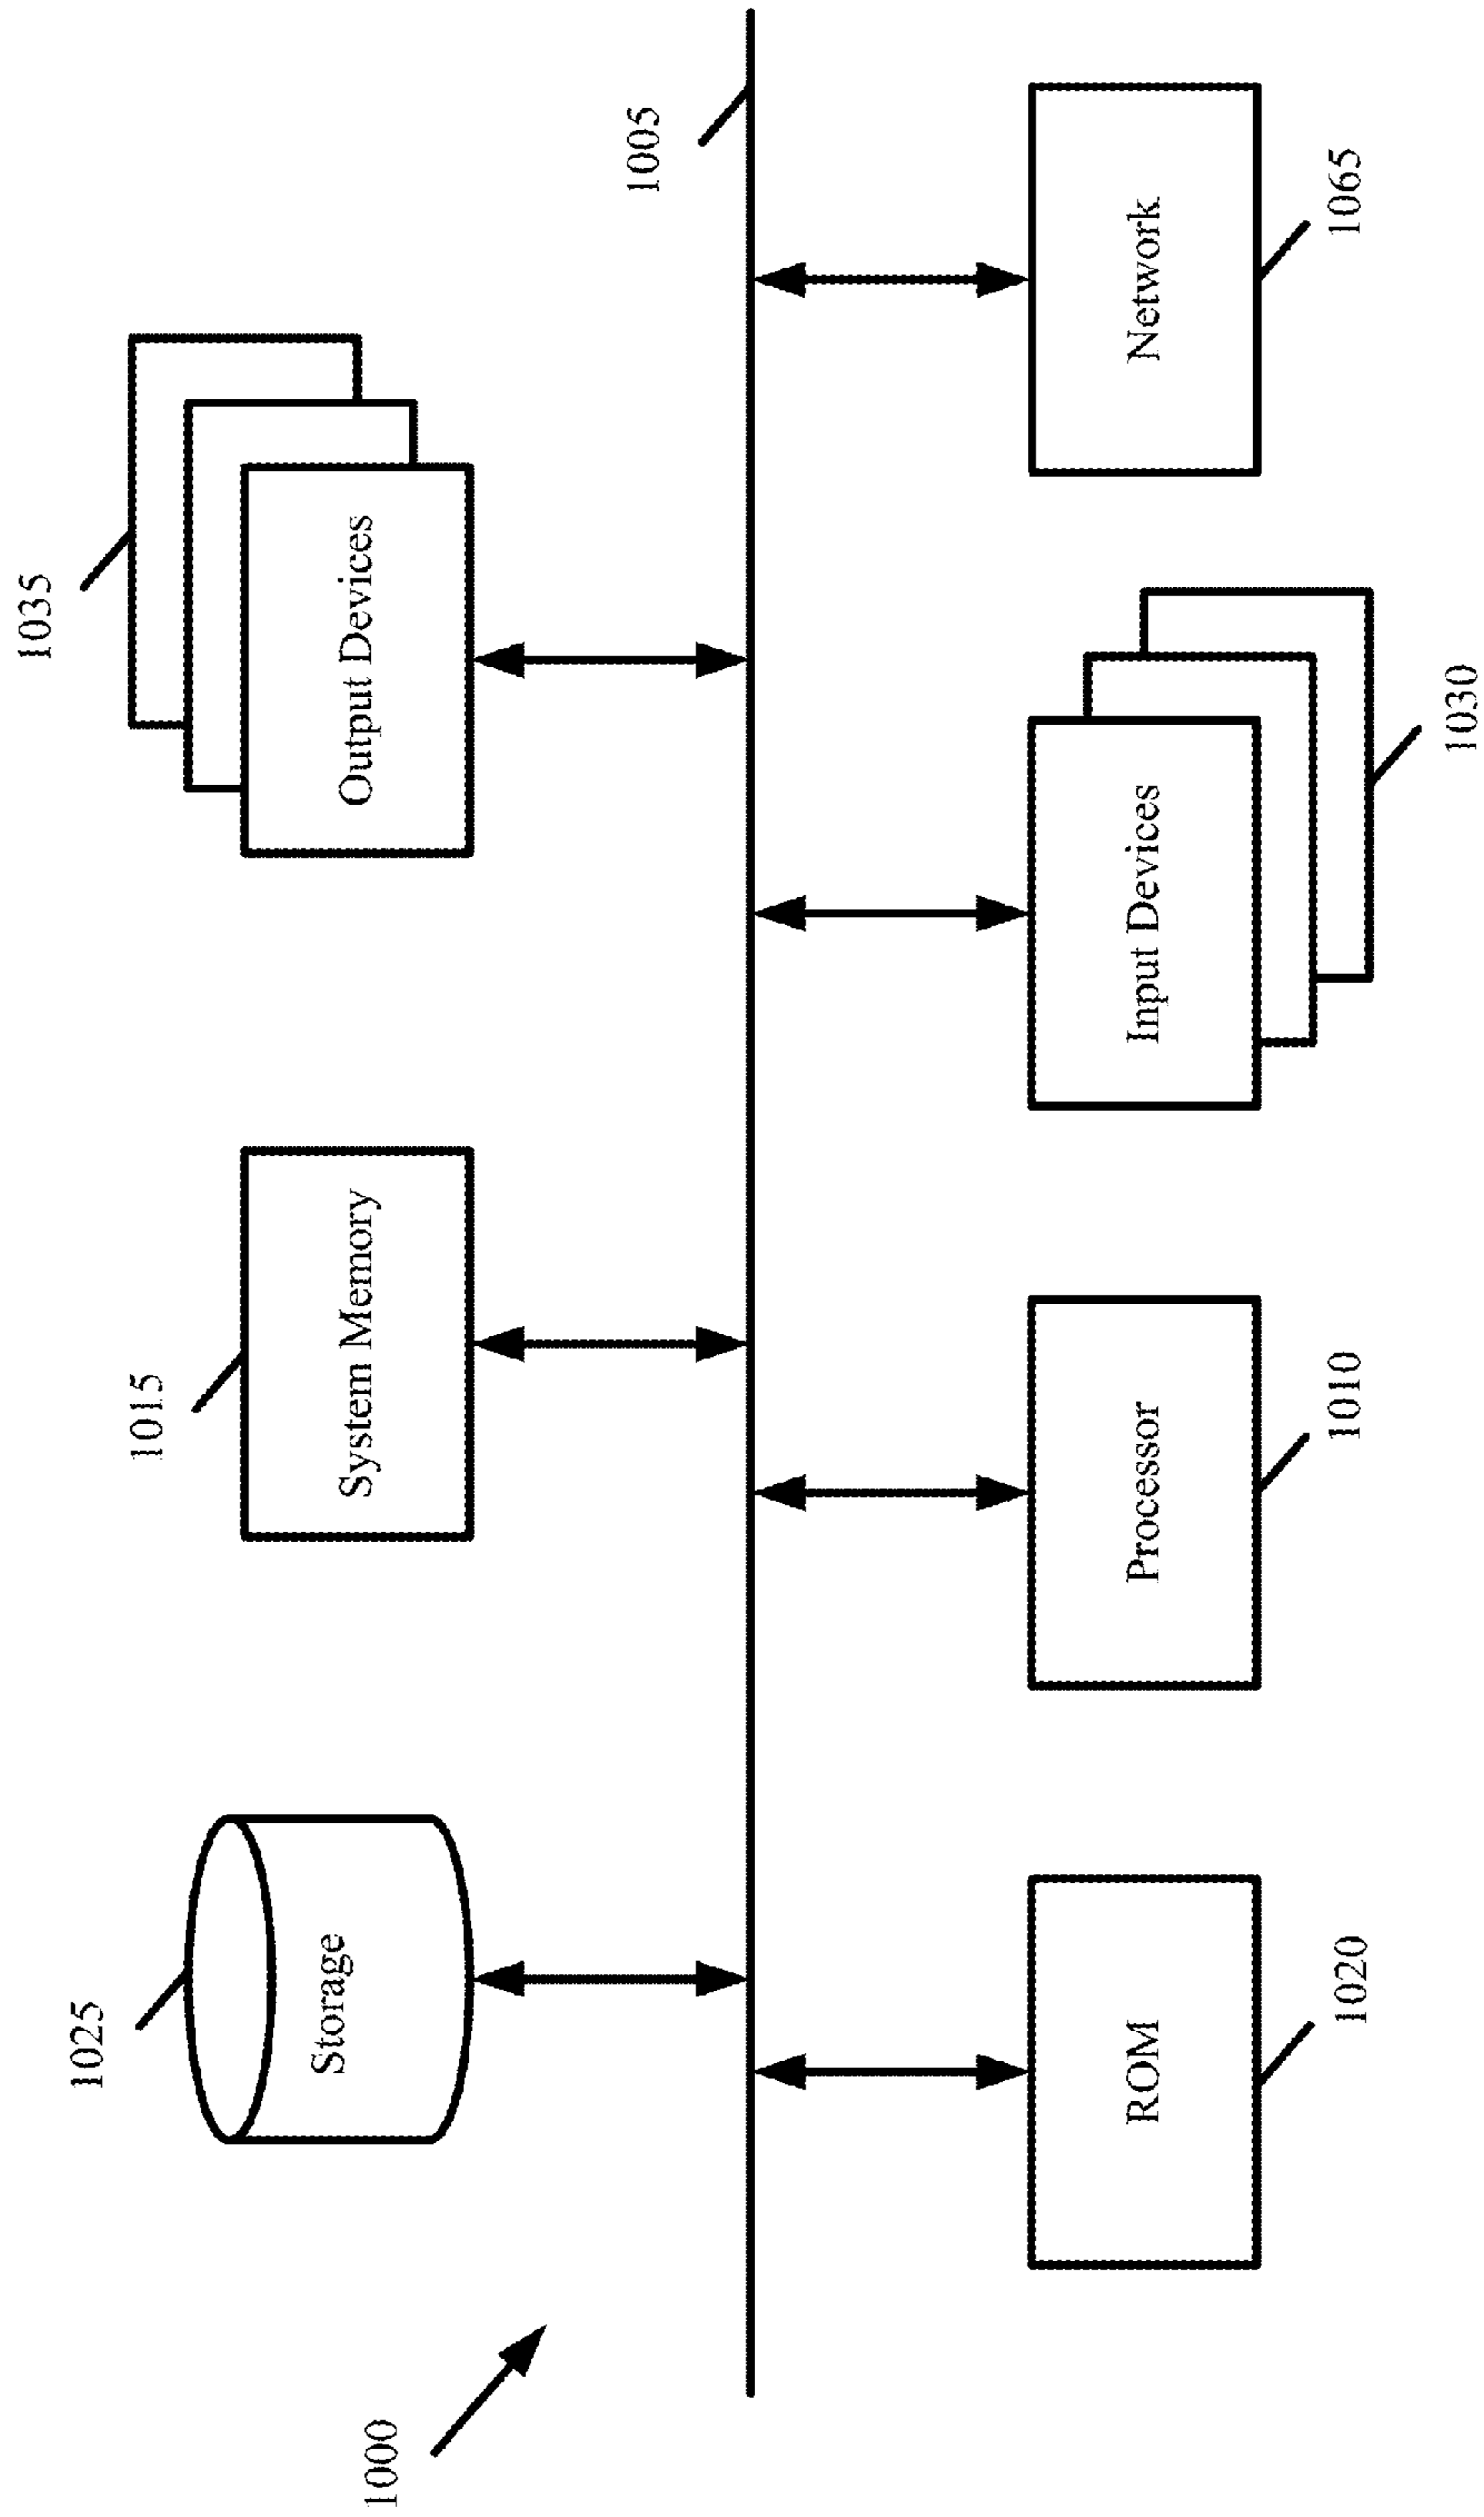 1035
1025
1015
Storage
System Memory
Output Devices
1000
1005
ROM
Processor
Input Devices
Network
1020
1010
1065
1030